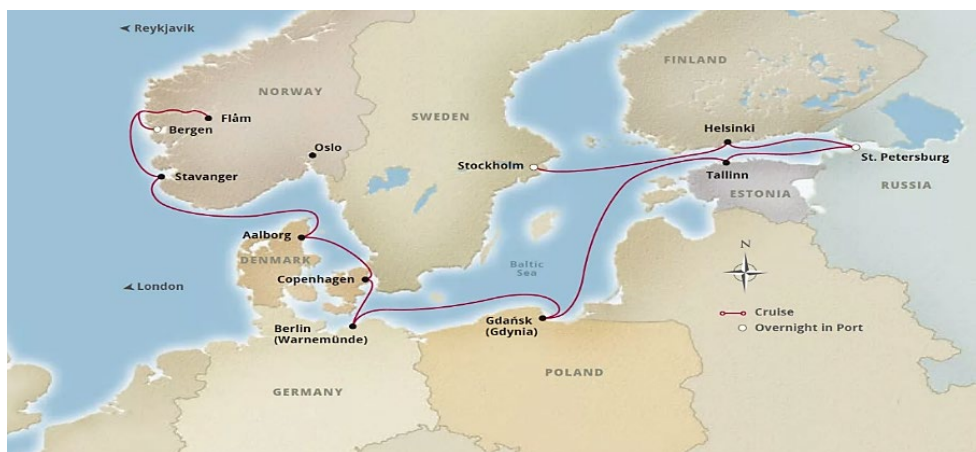 Reykjavik
FINLAND
NORWAY
Flåm
SWEDEN
Bergen
Helsinki
Oslo
Stockholm
St. Petersburg
Stavanger
Tallinn
RUSSIA
ESTONIA
Aalborg
N
DENMARK
Baltic
Sea
Copenhagen
London
Cruise
Gdańsk
(Gdynia)
Overnight in Port
Berlin
(Warnemünde)
POLAND
GERMANY